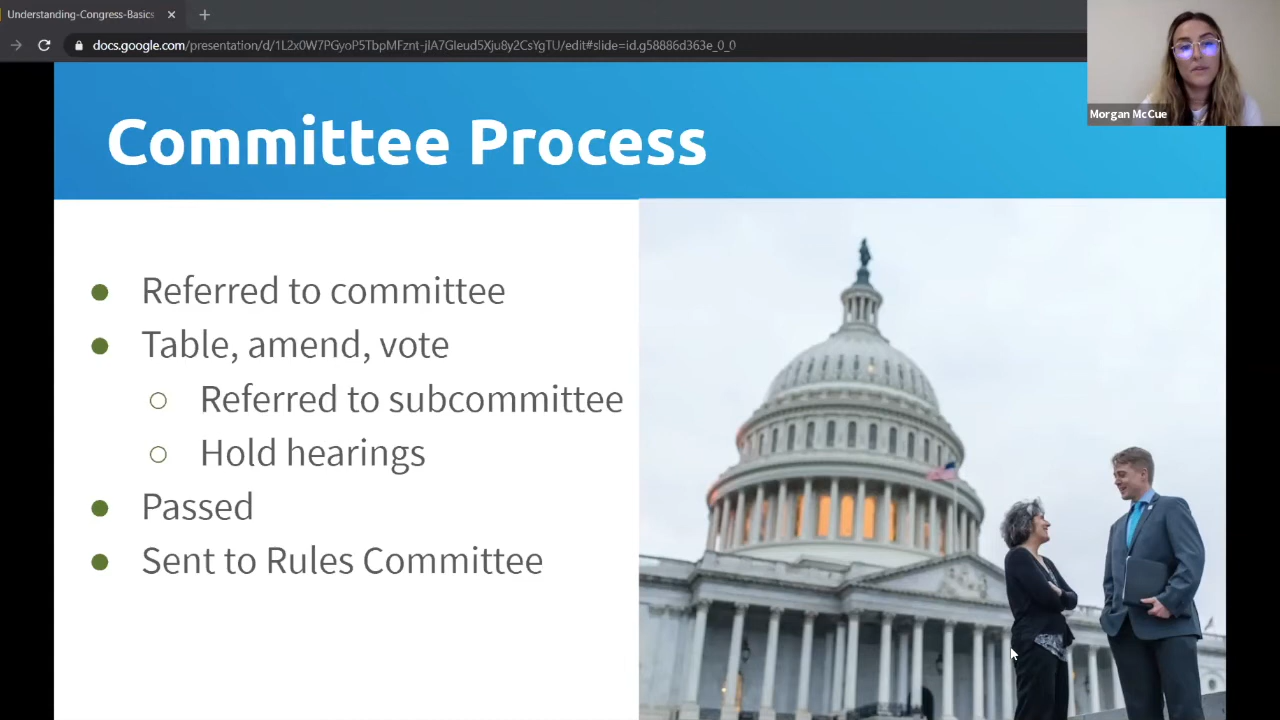 Understanding-Congress-Basics
docs.google.com/presentation/d/1L2x0W7PGyoP5TbpMFznt-jIA7Gleud5Xju8y2CsYgTU/edit#slide=id.g58886d363e_0_0
Morgan McCue
Committee Process
Referred to committee
Table, amend, vote
Referred to subcommittee
Hold hearings
Passed
Sent to Rules Committee